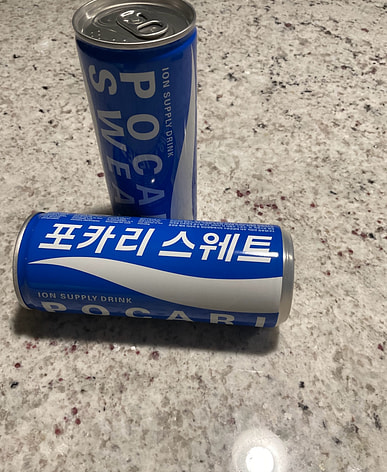 POCA
SWEA
ION SUPPLY DRINK
포카리 스웨트
ION SUPPLY DRINK
POCARI